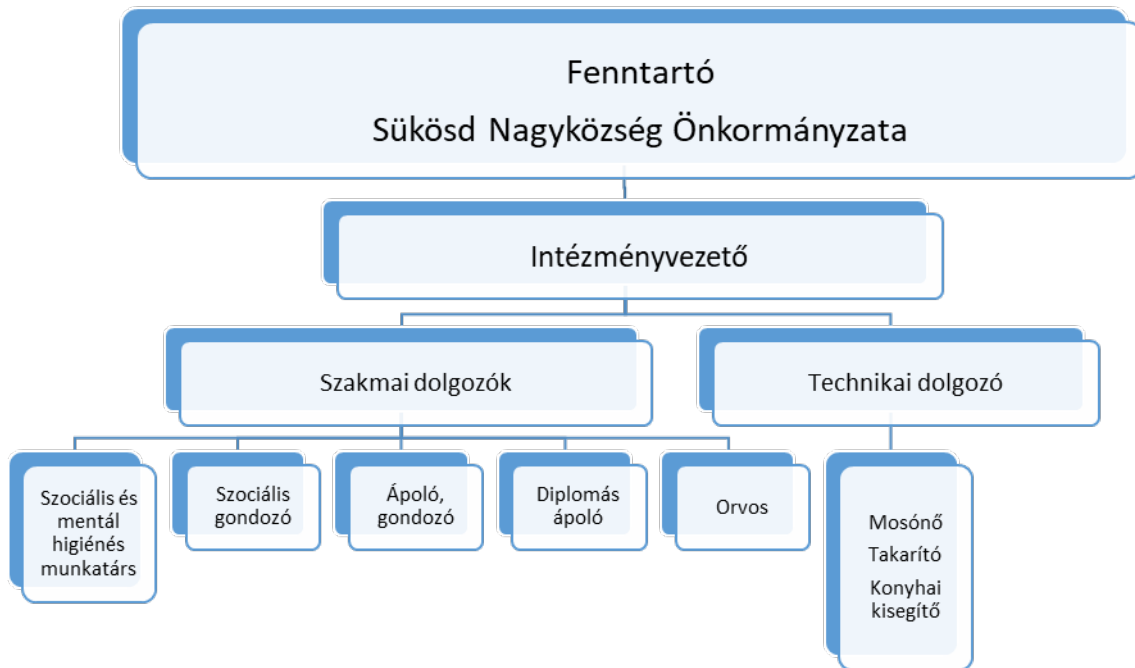 Fenntartó
Sükösd Nagyközség Önkormányzata
Intézményvezető
Szakmai dolgozók
Technikai dolgozó
Szociális és
mentál
higiénés
munkatárs
Szociális
gondozó
Ápoló,
gondozó
Diplomás
ápoló
Orvos
Mosónő
Takarító
Konyhai
kisegítő